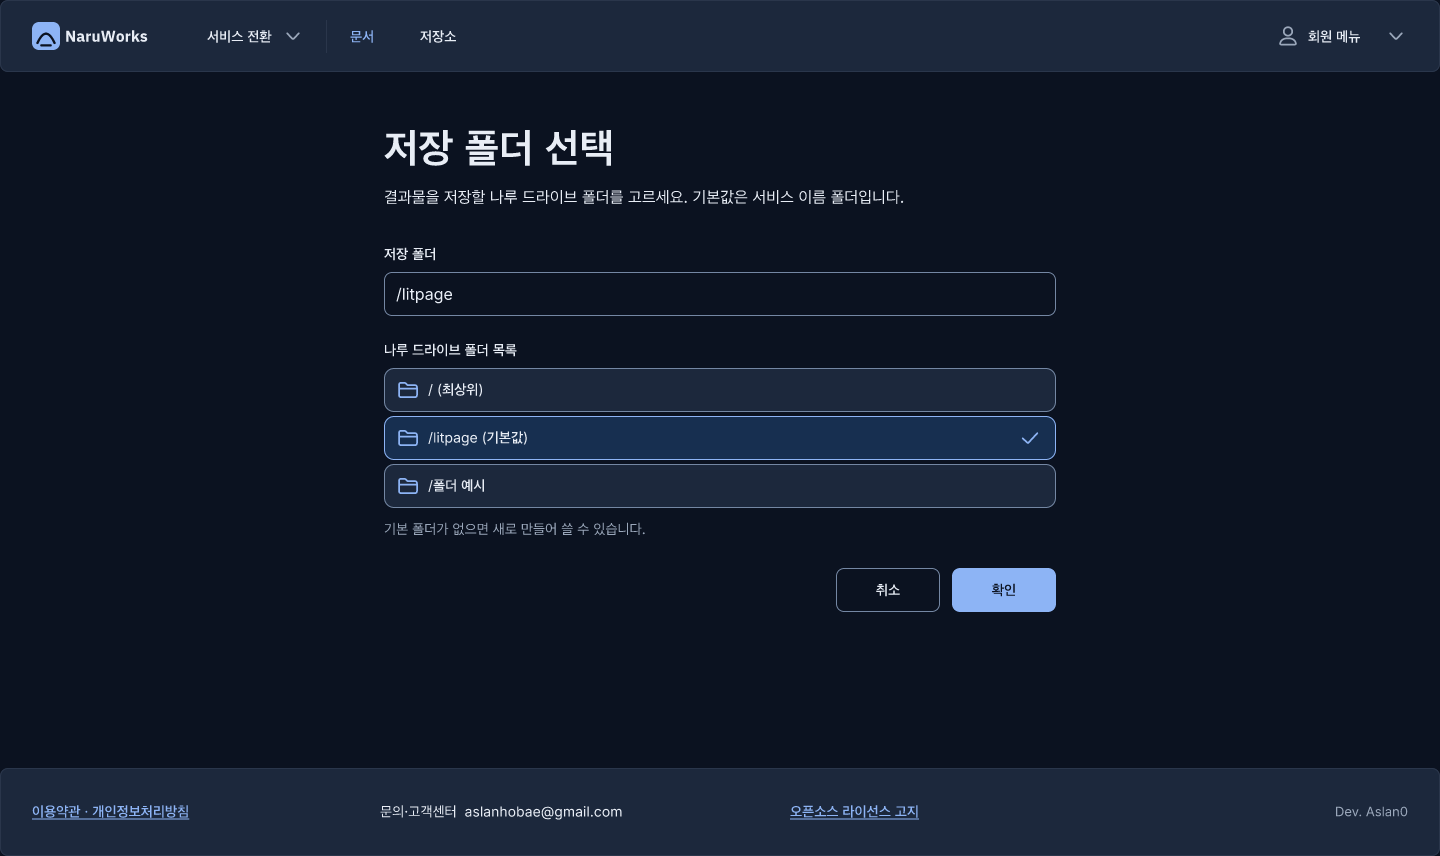 NaruWorks 서비스 전환 문서 저장소 회원 메뉴
저장 폴더 선택
결과물을 저장할 나루 드라이브 폴더를 고르세요. 기본값은 서비스 이름 폴더입니다.
저장 폴더
/litpage
나루 드라이브 폴더 목록
/ (최상위)
/litpage (기본값)
/폴더 예시
기본 폴더가 없으면 새로 만들어 쓸 수 있습니다.
취소 확인
이용약관 · 개인정보처리방침 문의·고객센터 aslanhobae@gmail.com 오픈소스 라이선스 고지 Dev. Aslan0